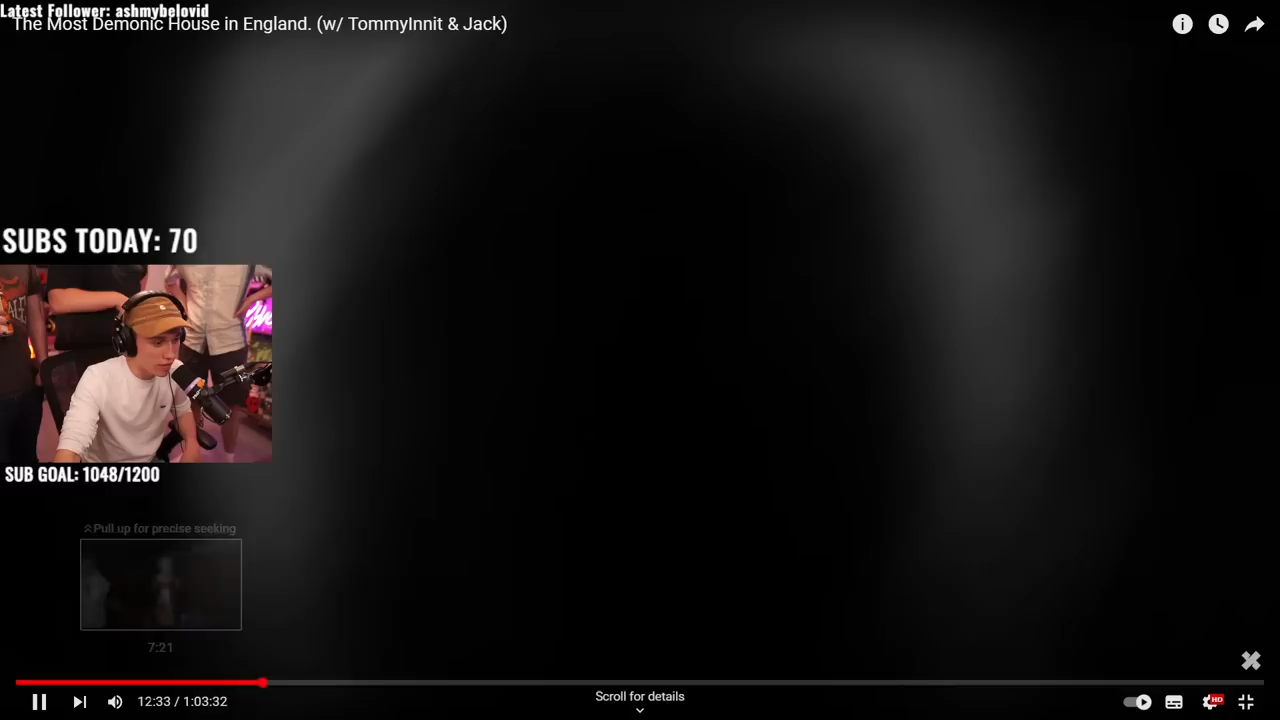 Latest Follower: ashmybelovid
The Most Demonic House in England. (w/ TommyInnit & Jack)
SUBS TODAY: 70
SUB GOAL: 1048/1200
Pull up for precise seeking
7:21
12:33 / 1:03:32
Scroll for details
HD